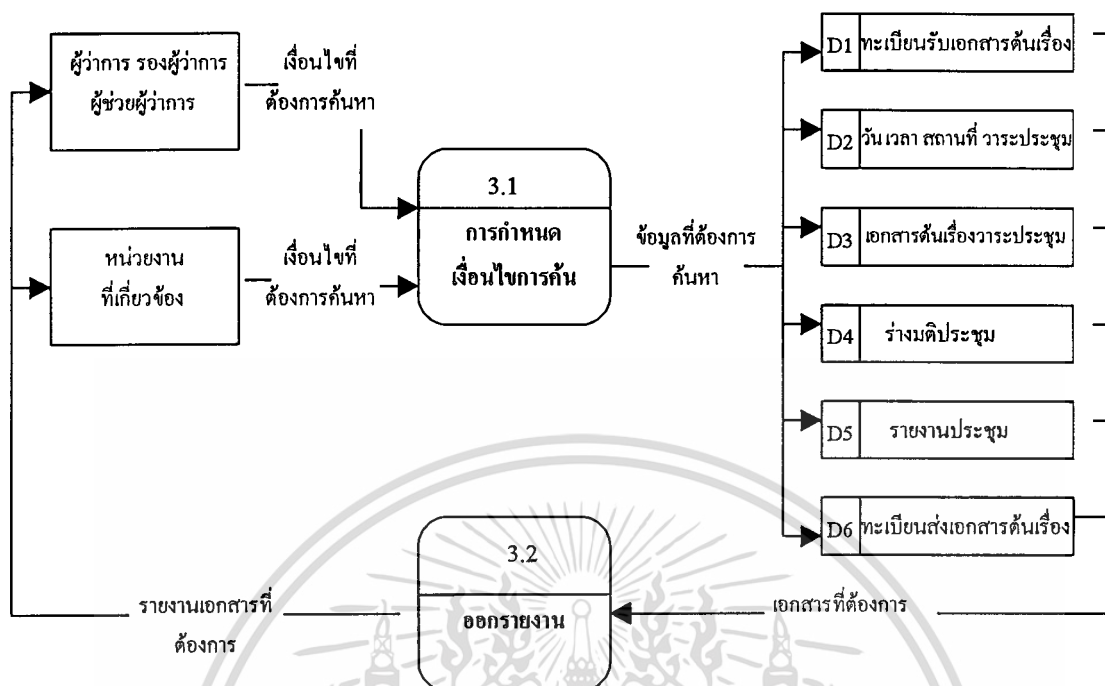 ผู้ว่าการ รองผู้ว่าการ
ผู้ช่วยผู้ว่าการ
เงื่อนไขที่
ต้องการค้นหา
หน่วยงาน
ที่เกี่ยวข้อง
เงื่อนไขที่
ต้องการค้นหา
3.1
การกำหนด
เงื่อนไขการค้น
ข้อมูลที่ต้องการ
ค้นหา
D1 ทะเบียนรับเอกสารต้นเรื่อง
D2 วัน เวลา สถานที่ วาระประชุม
D3 เอกสารต้นเรื่องวาระประชุม
D4 ร่างมติประชุม
D5 รายงานประชุม
D6 ทะเบียนส่งเอกสารต้นเรื่อง
3.2
ออกรายงาน
เอกสารที่ต้องการ
รายงานเอกสารที่
ต้องการ